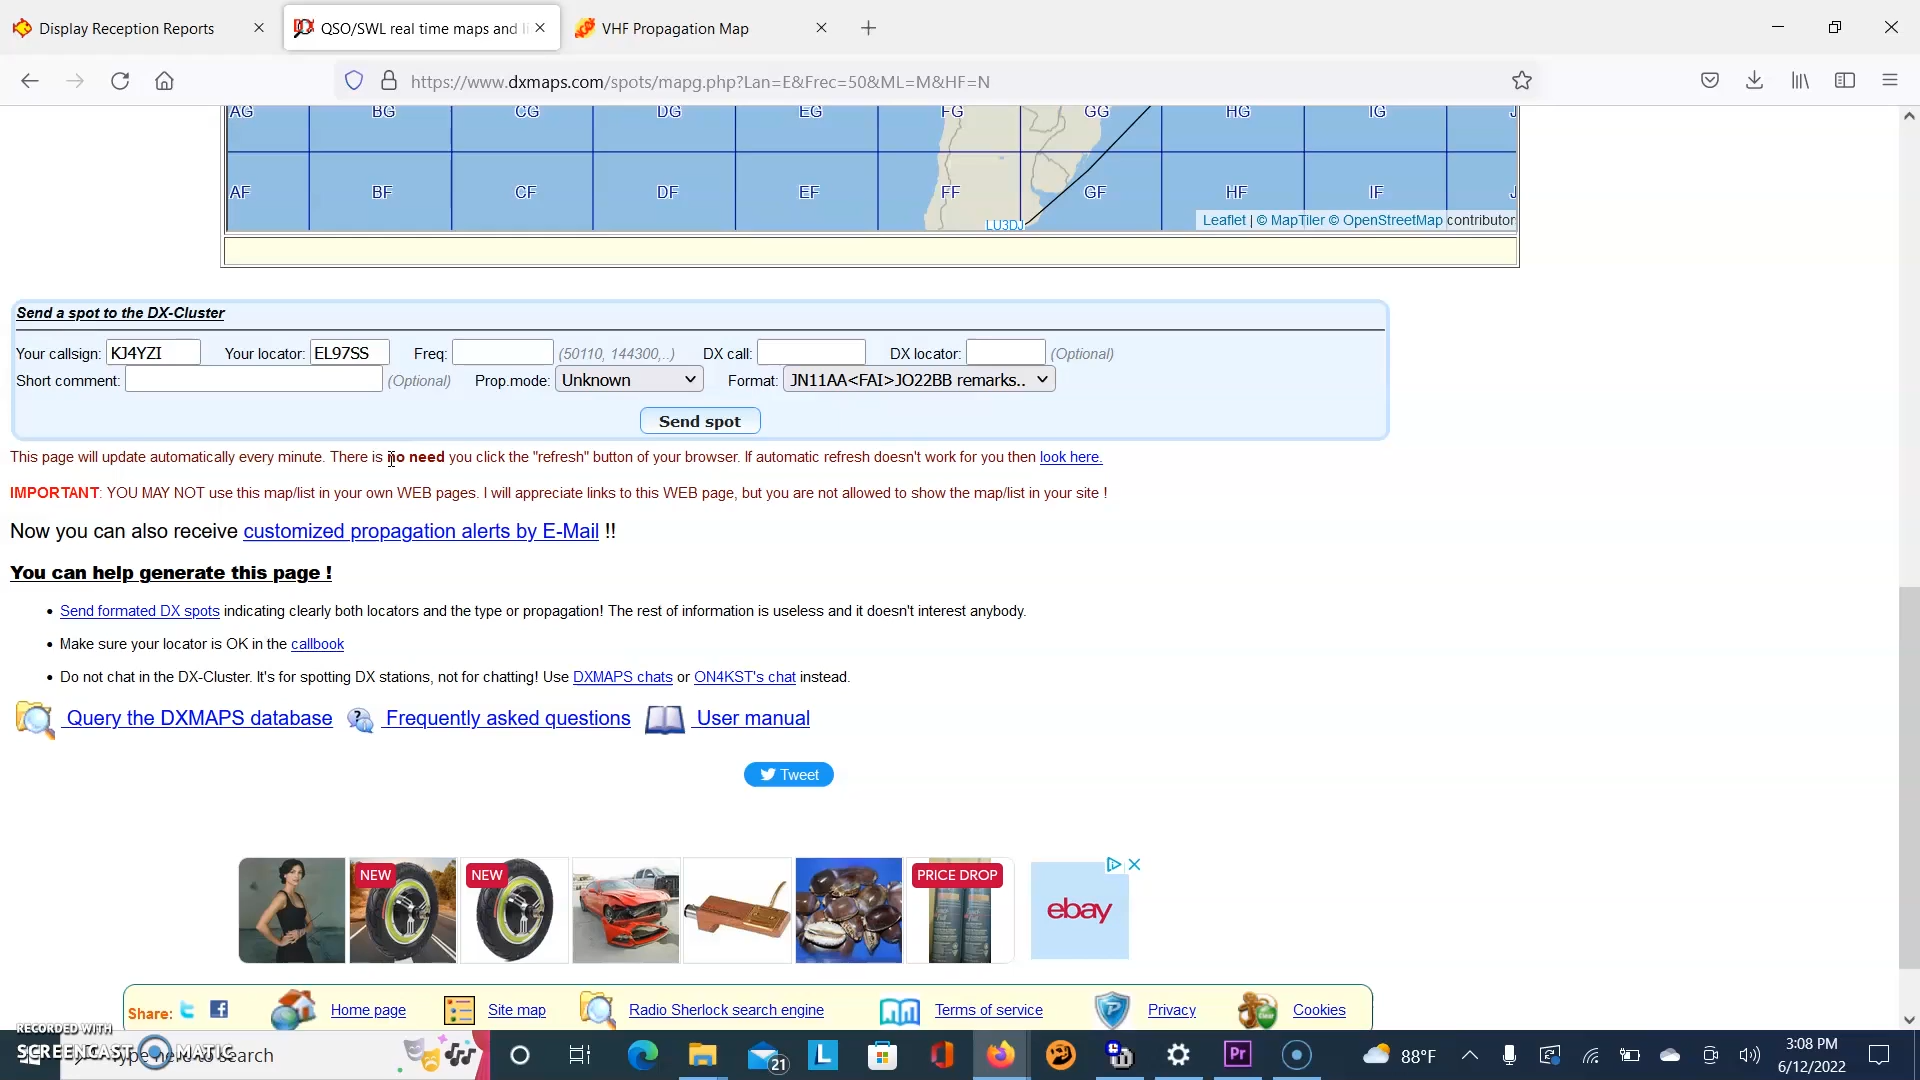 Display Reception Reports
QSO/SWL real time maps and li
VHF Propagation Map
https://www.dxmaps.com/spots/mapg.php?Lan=E&Frec=50&ML=M&HF=N
AG BG CG DG EG FG GG HG IG J
AF BF CF DF EF FF GF HF IF J
LU3DJ
Leaflet | © MapTiler © OpenStreetMap contributor
Send a spot to the DX-Cluster
Your callsign: KJ4YZI Your locator: EL97SS Freq: (50110, 144300,..) DX call: DX locator: (Optional)
Short comment: (Optional) Prop.mode: Unknown Format: JN11AA<FAI>JO22BB remarks..
Send spot
This page will update automatically every minute. There is no need you click the "refresh" button of your browser. If automatic refresh doesn't work for you then look here.
IMPORTANT: YOU MAY NOT use this map/list in your own WEB pages. I will appreciate links to this WEB page, but you are not allowed to show the map/list in your site !
Now you can also receive customized propagation alerts by E-Mail !!
You can help generate this page !
• Send formated DX spots indicating clearly both locators and the type or propagation! The rest of information is useless and it doesn't interest anybody.
• Make sure your locator is OK in the callbook
• Do not chat in the DX-Cluster. It's for spotting DX stations, not for chatting! Use DXMAPS chats or ON4KST's chat instead.
Query the DXMAPS database Frequently asked questions User manual
Tweet
NEW NEW PRICE DROP
ebay
Share: Home page Site map Radio Sherlock search engine Terms of service Privacy Cookies
RECORDED WITH
SCREENCAST MATIC
Type here to search
21
L
Pr
88°F
3:08 PM
6/12/2022